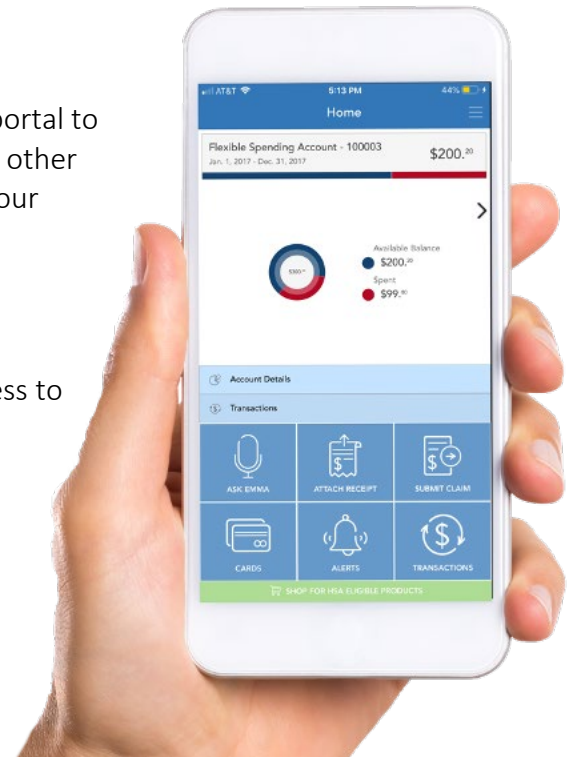 portal to
other
our
ess to
AT&T 5:13 PM 44%
Home
Flexible Spending Account - 100003
Jan. 1, 2017 - Dec. 31, 2017
$200.20
Available Balance
$200.20
Spent
$99.80
Account Details
Transactions
ASK EMMA ATTACH RECEIPT SUBMIT CLAIM
CARDS ALERTS TRANSACTIONS
SHOP FOR HSA ELIGIBLE PRODUCTS